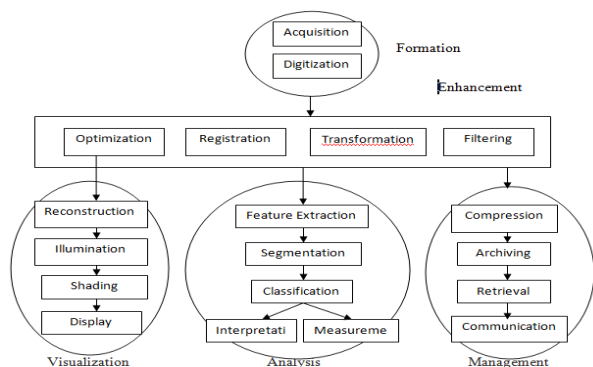 Acquisition
Formation
Digitization
Enhancement
Optimization
Registration
Transformation
Filtering
Reconstruction
Illumination
Shading
Display
Visualization
Feature Extraction
Segmentation
Classification
Interpretati
Measureme
Analysis
Compression
Archiving
Retrieval
Communication
Management